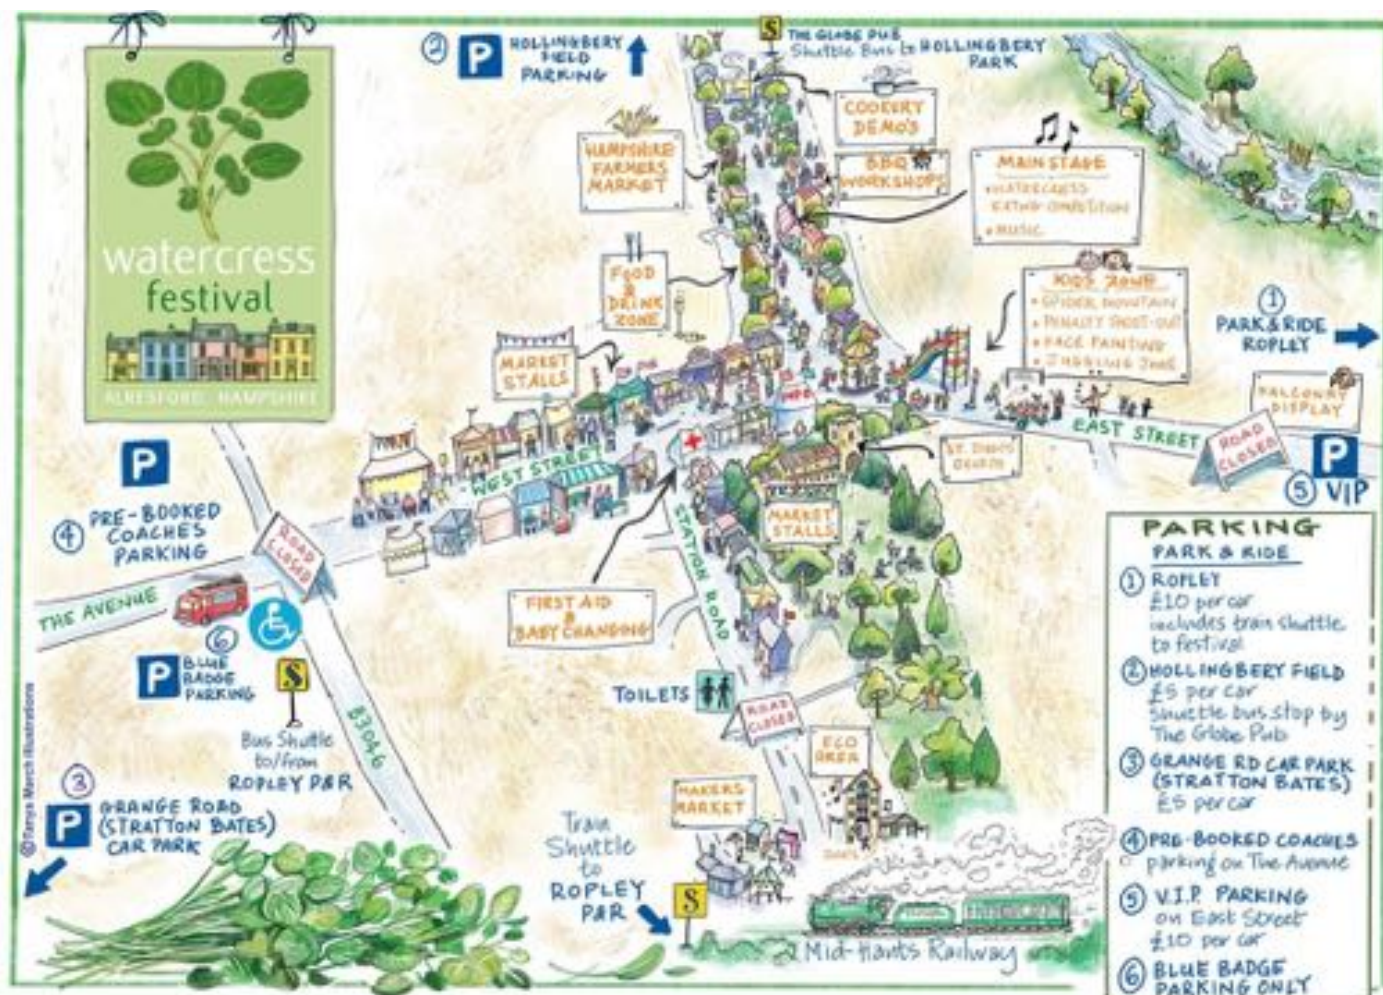 watercress
festival
ALRESFORD HAMPSHIRE
② P HOLLINGBERY
FIELD
PARKING
S THE GLOBE PUB
Shuttle Bus to HOLLINGBERY
PARK
COOKERY
DEMO'S
HAMPSHIRE
FARMERS
MARKET
BBQ
WORKSHOPS
MAIN STAGE
• WATERCRESS
EATING COMPETITION
• MUSIC
FOOD
&
DRINK
ZONE
KIDS ZONE
• SPIDER MOUNTAIN
• PENALTY SHOOT-OUT
• FACE PAINTING
• JUGGLING JAKE
①
PARK & RIDE
ROPLEY
MARKET
STALLS
FALCONRY
DISPLAY
INFO
EAST STREET
ROAD
CLOSED
P
⑤ VIP
WEST STREET
MARKET
STALLS
P
④ PRE-BOOKED
COACHES
PARKING
ROAD
CLOSED
THE AVENUE
⑥
P BLUE
BADGE
PARKING
S
Bus Shuttle
to/from
ROPLEY P&R
B3046
FIRST AID
&
BABY CHANGING
STATION ROAD
TOILETS
ROAD
CLOSED
ECO
AREA
MAKERS
MARKET
③
P GRANGE ROAD
(STRATTON BATES)
CAR PARK
Train
Shuttle
to
ROPLEY
P&R
S
Mid-Hants Railway
©Tanya March Illustrations
PARKING
PARK & RIDE
① ROPLEY
£10 per car
includes train shuttle
to festival
② HOLLINGBERY FIELD
£5 per car
Shuttle bus stop by
The Globe Pub
③ GRANGE RD CAR PARK
(STRATTON BATES)
£5 per car
④ PRE-BOOKED COACHES
parking on The Avenue
⑤ V.I.P. PARKING
on East Street
£10 per car
⑥ BLUE BADGE
PARKING ONLY